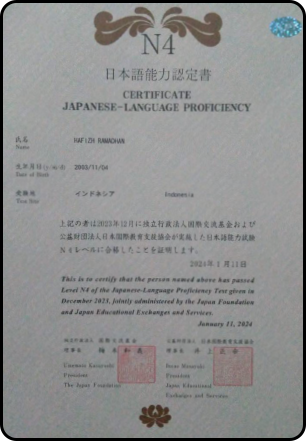 N4
日本語能力認定書
CERTIFICATE
JAPANESE-LANGUAGE PROFICIENCY
氏名 HAFIZH RAMADHAN
Name
生年月日(y/m/d) 2003/11/04
Date of Birth
受験地 インドネシア Indonesia
Test Site
上記の者は2023年12月に独立行政法人国際交流基金および
公益財団法人日本国際教育支援協会が実施した日本語能力試験
N4レベルに合格したことを証明します。
2024年1月11日
This is to certify that the person named above has passed
Level N4 of the Japanese-Language Proficiency Test given in
December 2023, jointly administered by the Japan Foundation
and Japan Educational Exchanges and Services.
January 11, 2024
独立行政法人 国際交流基金 公益財団法人 日本国際教育支援協会
理事長 理事長 井上
President President
The Japan Foundation Japan Educational
Exchanges and Services